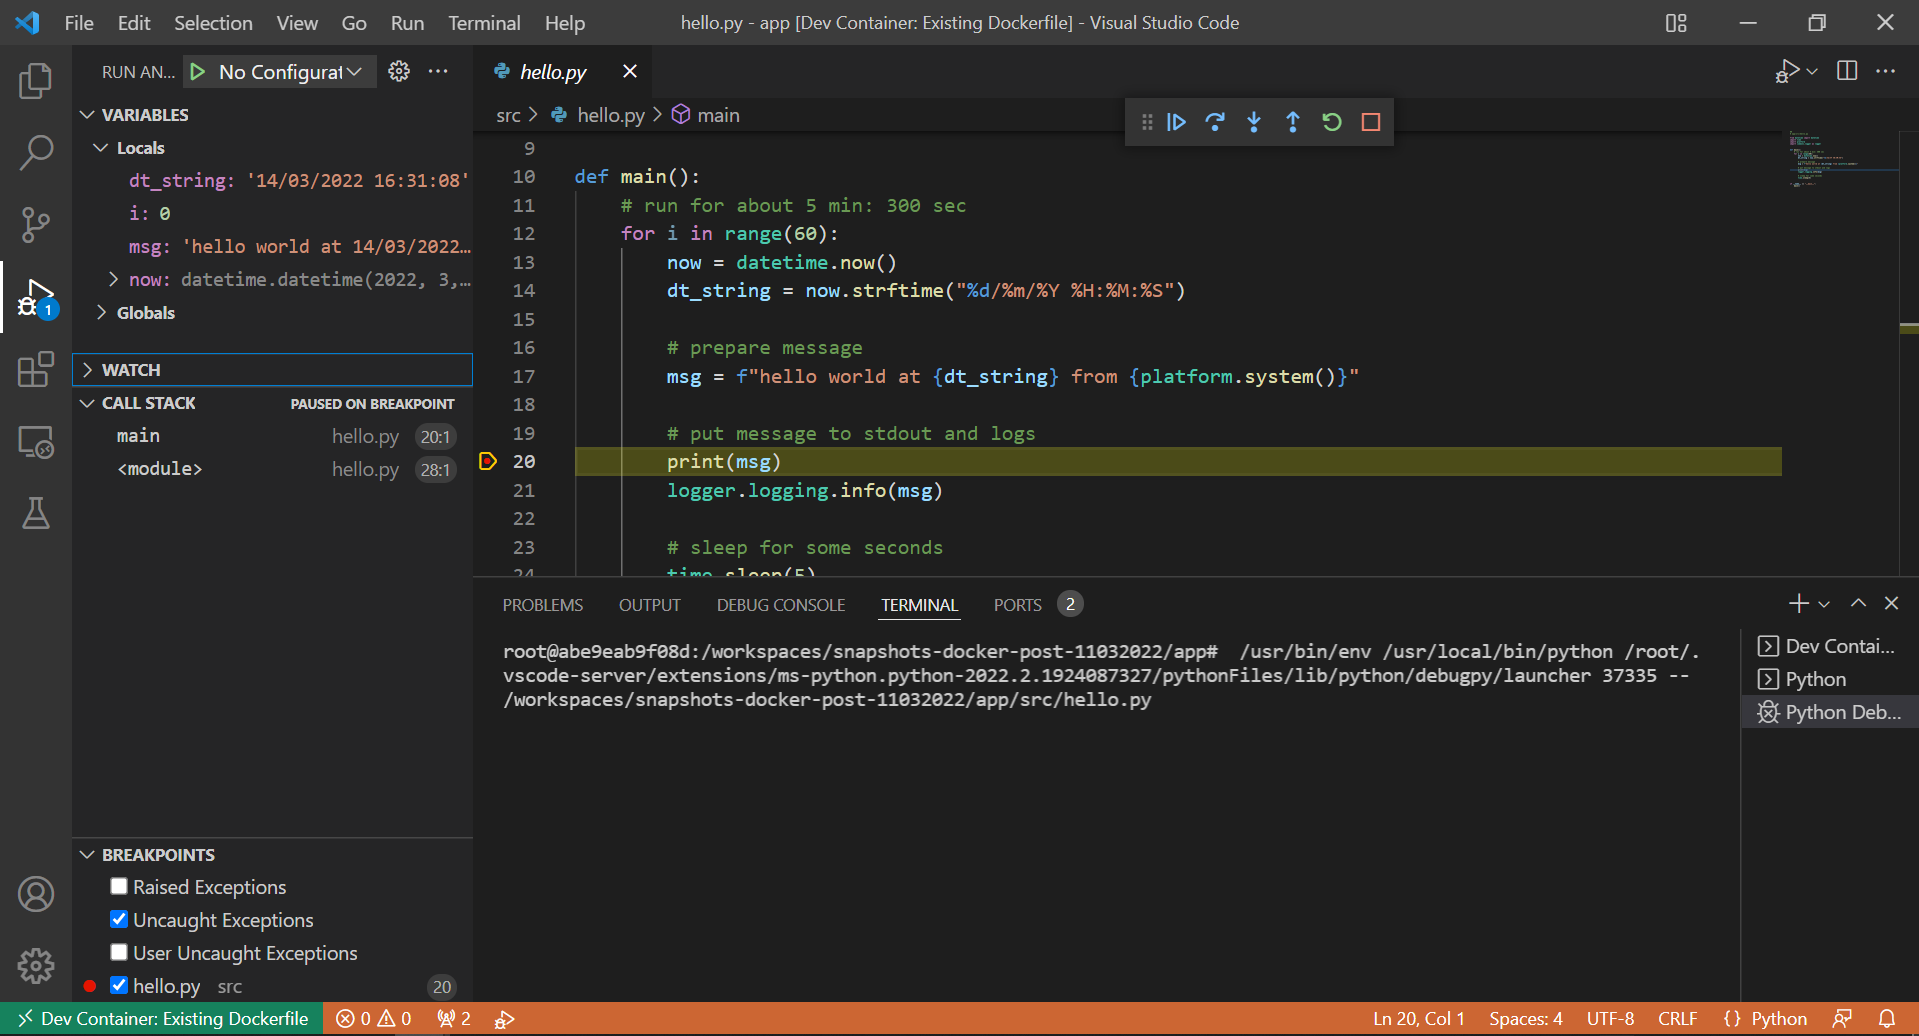 File Edit Selection View Go Run Terminal Help hello.py - app [Dev Container: Existing Dockerfile] - Visual Studio Code
RUN AN... No Configurat
VARIABLES
Locals
dt_string: '14/03/2022 16:31:08'
i: 0
msg: 'hello world at 14/03/2022...
now: datetime.datetime(2022, 3,...
Globals
WATCH
CALL STACK PAUSED ON BREAKPOINT
main hello.py 20:1
<module> hello.py 28:1
BREAKPOINTS
Raised Exceptions
Uncaught Exceptions
User Uncaught Exceptions
hello.py src 20
1
hello.py
src > hello.py > main
9
10 def main():
11 # run for about 5 min: 300 sec
12 for i in range(60):
13 now = datetime.now()
14 dt_string = now.strftime("%d/%m/%Y %H:%M:%S")
15
16 # prepare message
17 msg = f"hello world at {dt_string} from {platform.system()}"
18
19 # put message to stdout and logs
20 print(msg)
21 logger.logging.info(msg)
22
23 # sleep for some seconds
24 time.sleep(5)
PROBLEMS OUTPUT DEBUG CONSOLE TERMINAL PORTS 2
root@abe9eab9f08d:/workspaces/snapshots-docker-post-11032022/app# /usr/bin/env /usr/local/bin/python /root/.
vscode-server/extensions/ms-python.python-2022.2.1924087327/pythonFiles/lib/python/debugpy/launcher 37335 --
/workspaces/snapshots-docker-post-11032022/app/src/hello.py
Dev Contai...
Python
Python Deb...
Dev Container: Existing Dockerfile 0 0 2 Ln 20, Col 1 Spaces: 4 UTF-8 CRLF {} Python